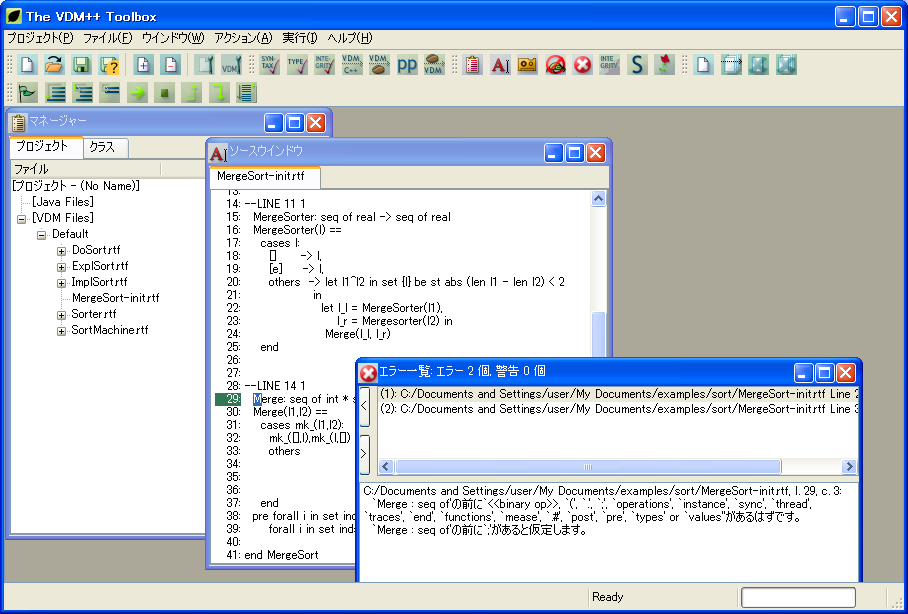 The VDM++ Toolbox
プロジェクト(P) ファイル(F) ウインドウ(W) アクション(A) 実行(I) ヘルプ(H)
SYN-TAX TYPE INTE-GRITY VDM C++ VDM pp VDM A INTE GRITY S
マネージャー
プロジェクト クラス
ファイル
[プロジェクト - (No Name)]
[Java Files]
[VDM Files]
Default
DoSort.rtf
ExplSort.rtf
ImplSort.rtf
MergeSort-init.rtf
Sorter.rtf
SortMachine.rtf
ソースウインドウ
MergeSort-init.rtf
13:
14: --LINE 11 1
15: MergeSorter: seq of real -> seq of real
16: MergeSorter(l) ==
17: cases l:
18: [] -> l,
19: [e] -> l,
20: others -> let l1^l2 in set {l} be st abs (len l1 - len l2) < 2
21: in
22: let l_l = MergeSorter(l1),
23: l_r = Mergesorter(l2) in
24: Merge(l_l, l_r)
25: end
26:
27:
28: --LINE 14 1
29: Merge: seq of int * s
30: Merge(l1,l2) ==
31: cases mk_(l1,l2):
32: mk_([],l),mk_(l,[])
33: others
34:
35:
36:
37: end
38: pre forall i in set ind
39: forall i in set ind
40:
41: end MergeSort
エラー一覧: エラー 2 個, 警告 0 個
(1): C:/Documents and Settings/user/My Documents/examples/sort/MergeSort-init.rtf Line 2
(2): C:/Documents and Settings/user/My Documents/examples/sort/MergeSort-init.rtf Line 3
C:/Documents and Settings/user/My Documents/examples/sort/MergeSort-init.rtf, l. 29, c. 3:
`Merge : seq of'の前に`<<binary op>>, `(', `.', `;', `operations', `instance', `sync', `thread',
`traces', `end', `functions', `mease', `.#', `post', `pre', `types' or `values''があるはずです。
`Merge : seq of'の前に`;'があると仮定します。
Ready